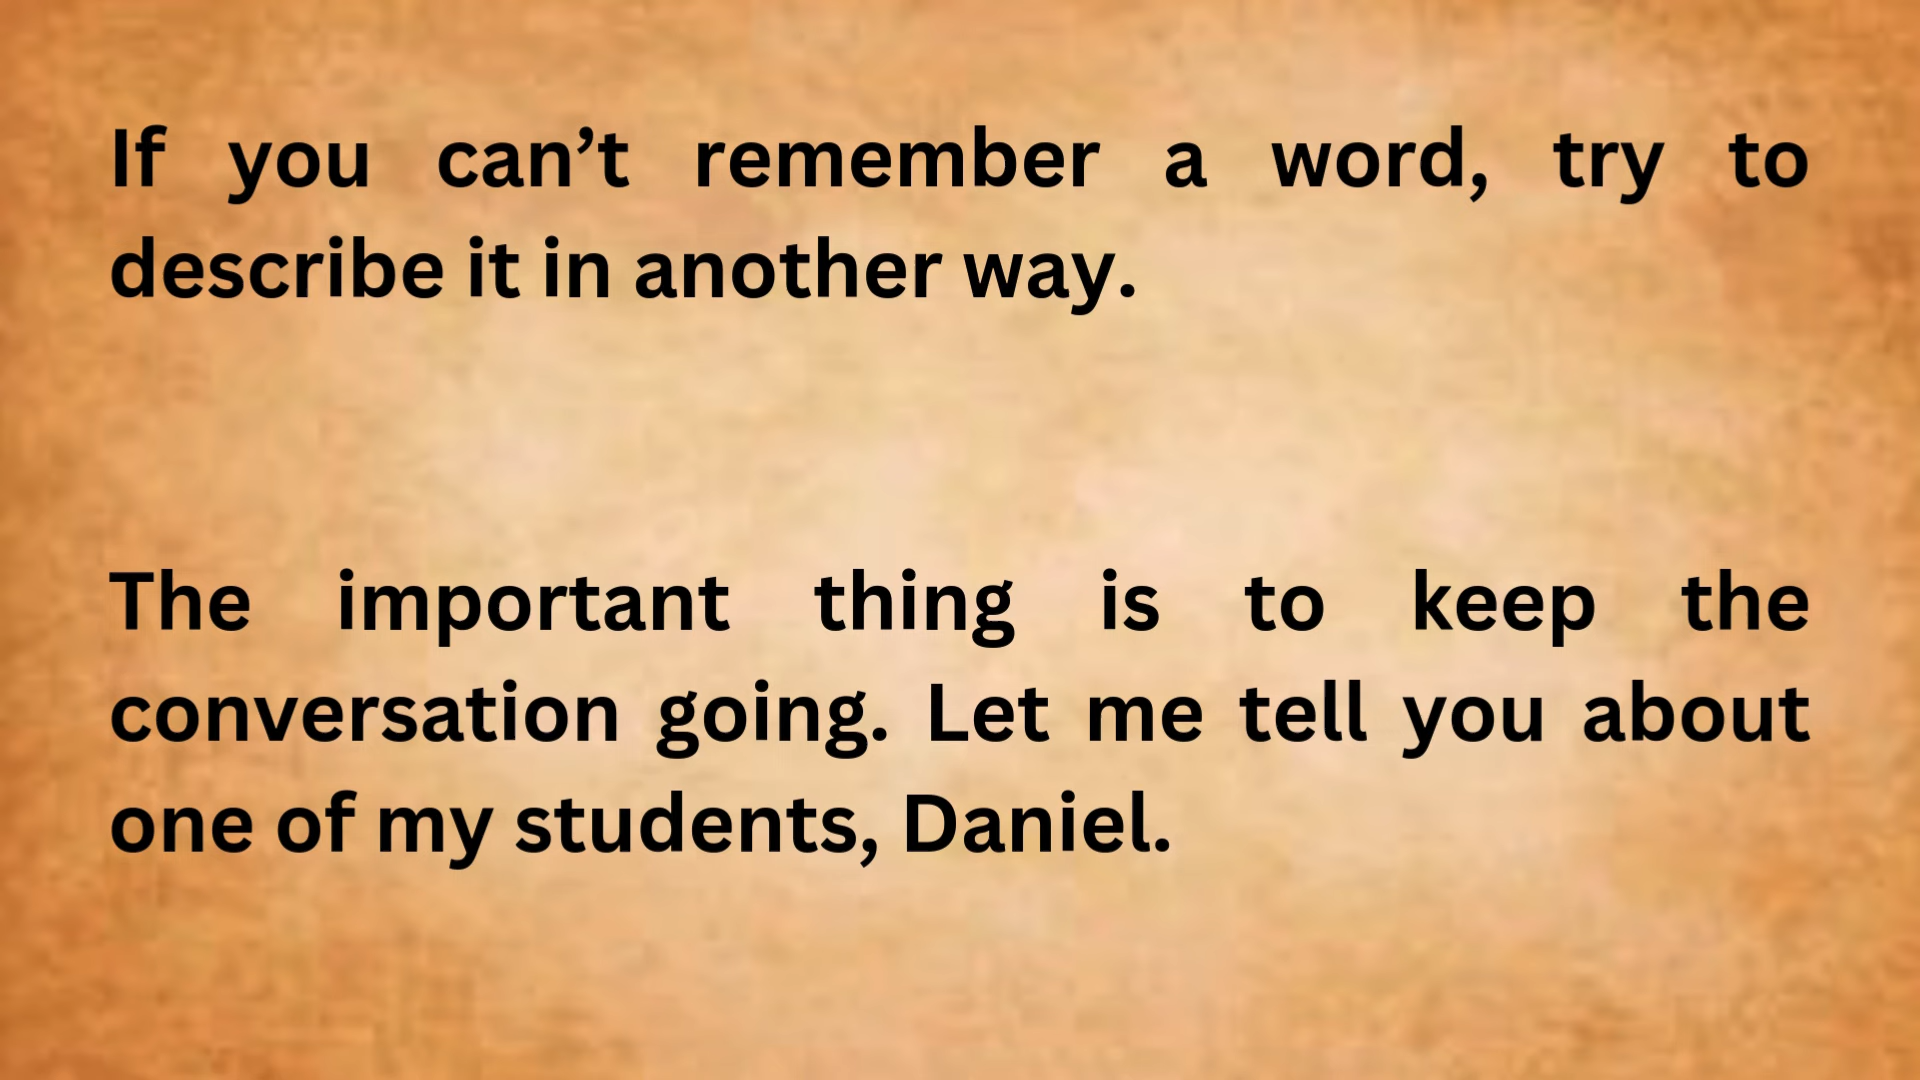 If you can’t remember a word, try to
describe it in another way.
The important thing is to keep the
conversation going. Let me tell you about
one of my students, Daniel.